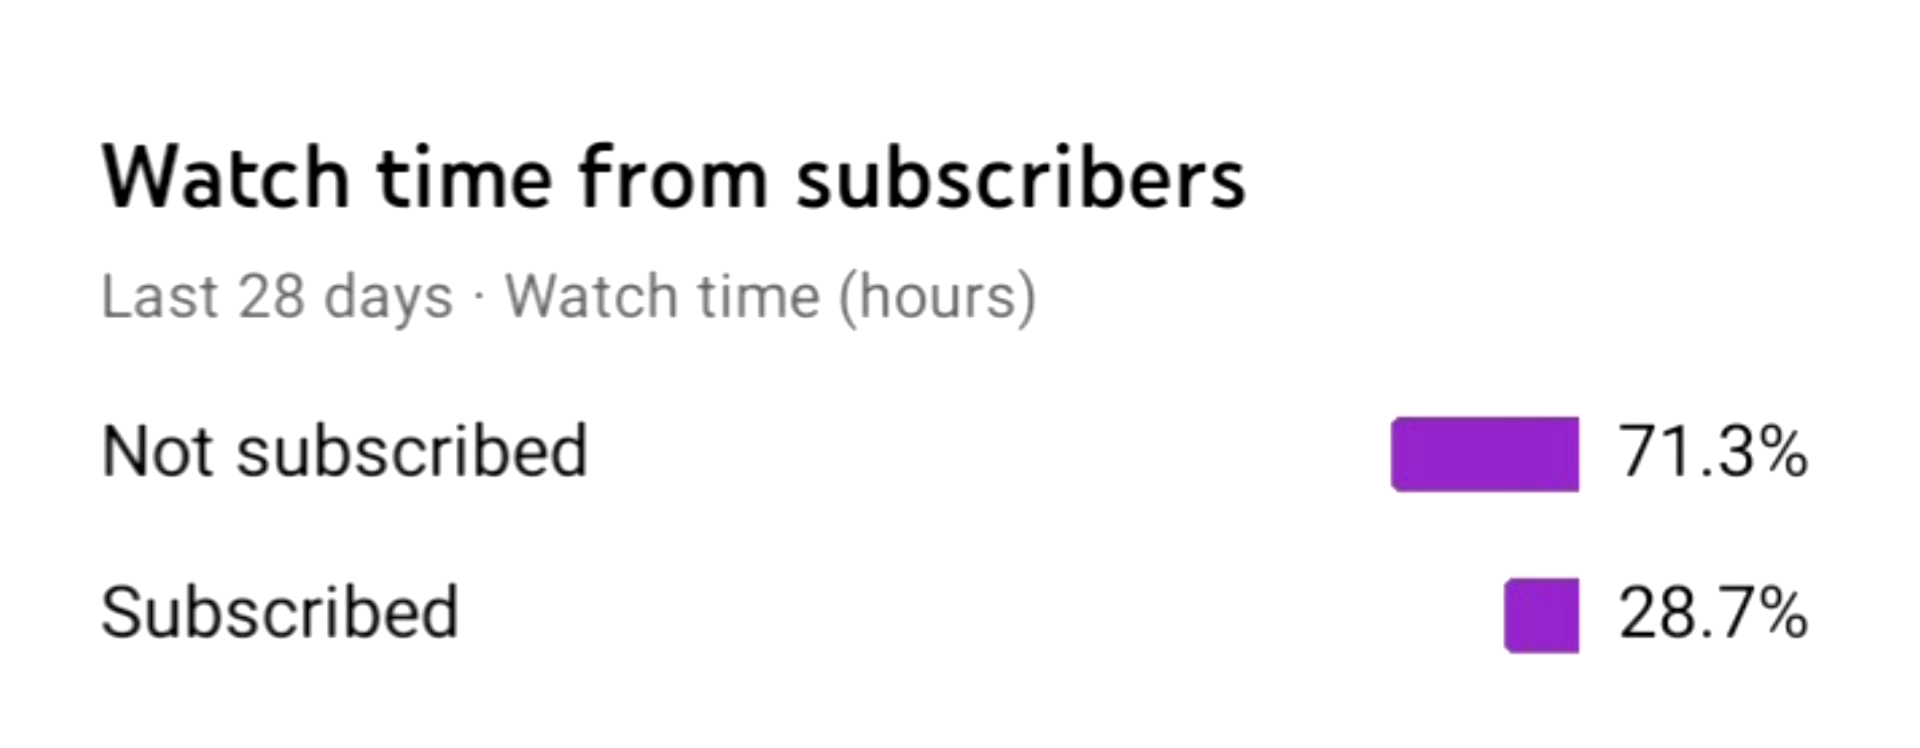 Watch time from subscribers
Last 28 days · Watch time (hours)
Not subscribed 71.3%
Subscribed 28.7%